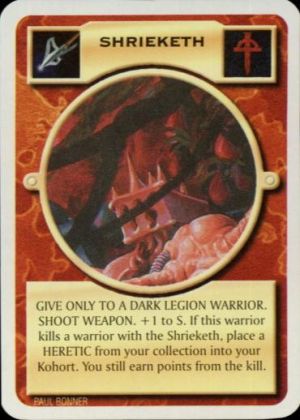 SHRIEKETH
GIVE ONLY TO A DARK LEGION WARRIOR.
SHOOT WEAPON. +1 to S. If this warrior
kills a warrior with the Shrieketh, place a
HERETIC from your collection into your
Kohort. You still earn points from the kill.
PAUL BONNER